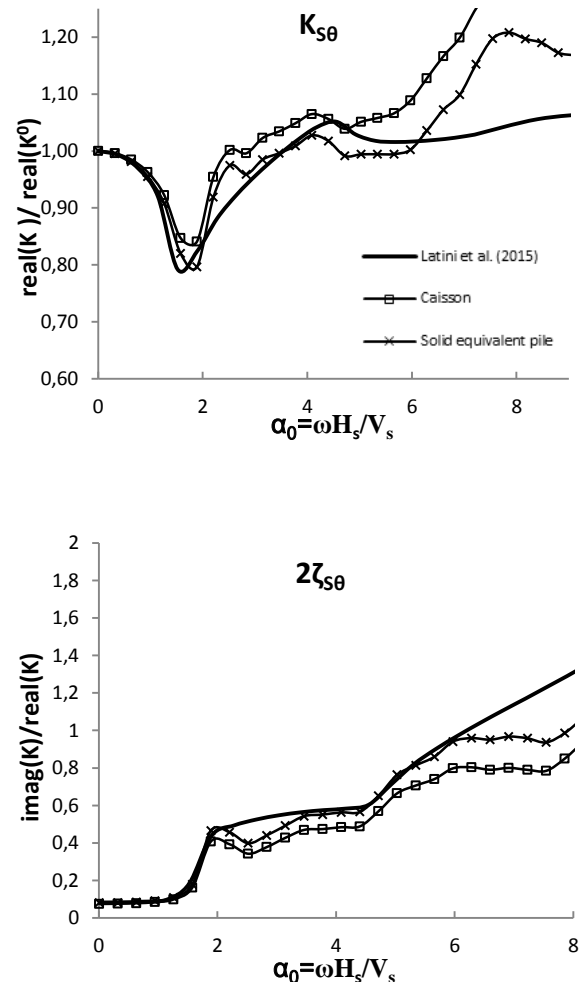 K_Sθ
real(K )/ real(K⁰)
1,20
1,10
1,00
0,90
0,80
0,70
0,60
Latini et al. (2015)
Caisson
Solid equivalent pile
0 2 4 6 8
α₀=ωH_s/V_s
2ζ_Sθ
imag(K)/real(K)
2
1,8
1,6
1,4
1,2
1
0,8
0,6
0,4
0,2
0
0 2 4 6 8
α₀=ωH_s/V_s